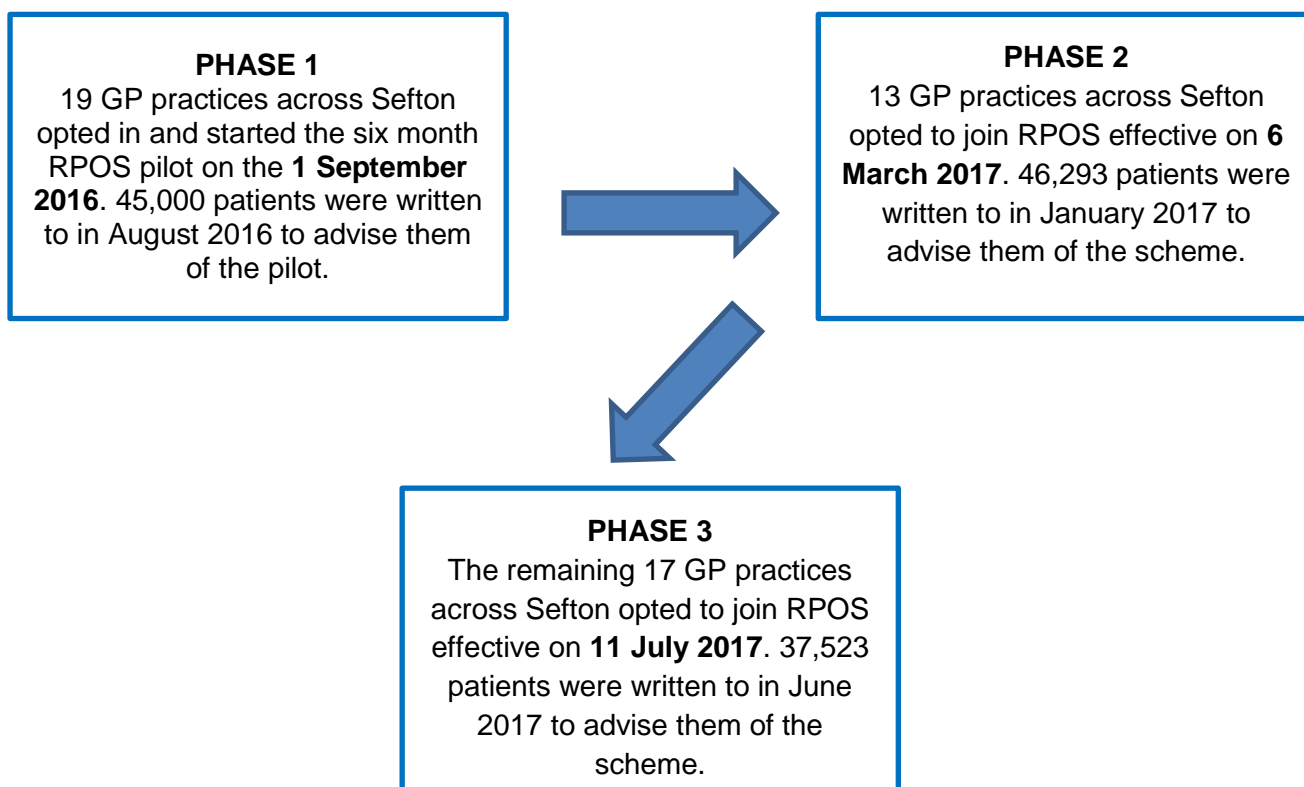 PHASE 1
19 GP practices across Sefton
opted in and started the six month
RPOS pilot on the 1 September
2016. 45,000 patients were written
to in August 2016 to advise them
of the pilot.
PHASE 2
13 GP practices across Sefton
opted to join RPOS effective on 6
March 2017. 46,293 patients were
written to in January 2017 to
advise them of the scheme.
PHASE 3
The remaining 17 GP practices
across Sefton opted to join RPOS
effective on 11 July 2017. 37,523
patients were written to in June
2017 to advise them of the
scheme.